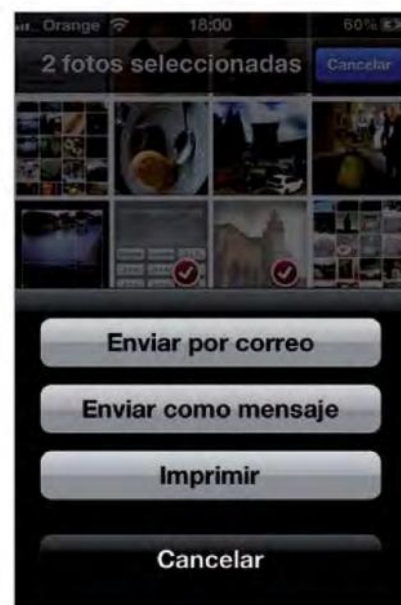 Orange 18:00 60%
2 fotos seleccionadas Cancelar
Enviar por correo
Enviar como mensaje
Imprimir
Cancelar